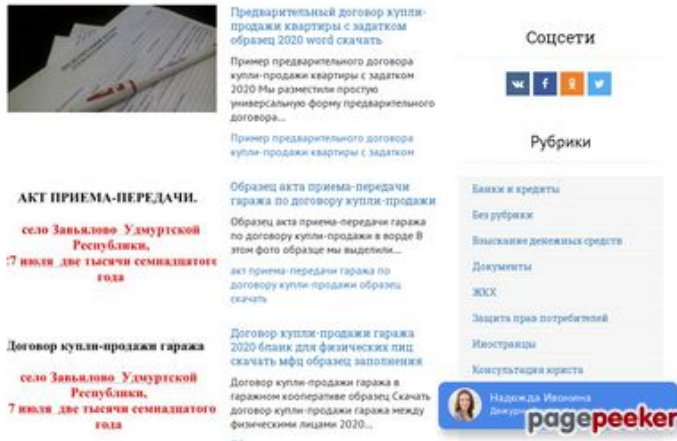 Предварительный договор купли-
продажи квартиры с задатком
образец 2020 word скачать
Пример предварительного договора
купли-продажи квартиры с задатком
2020 Мы разместили простую
универсальную форму предварительного
договора...
Пример предварительного договора
купли-продажи квартиры с задатком
АКТ ПРИЕМА-ПЕРЕДАЧИ.
село Завьялово Удмуртской
Республики,
27 июля две тысячи семнадцатого
года
Образец акта приема-передачи
гаража по договору купли-продажи
Образец акта приема-передачи гаража
по договору купли-продажи в ворде В
этом фото образце мы выделили...
акт приема-передачи гаража по
договору купли-продажи образец
скачать
Договор купли-продажи гаража
село Завьялово Удмуртской
Республики,
7 июля две тысячи семнадцатого
года
Договор купли-продажи гаража
2020 бланк для физических лиц
скачать мфц образец заполнения
Договор купли-продажи гаража в
гаражном кооперативе образец Скачать
договор купли-продажи гаража между
физическими лицами 2020...
Соцсети
Рубрики
Банки и кредиты
Без рубрики
Взыскание денежных средств
Документы
ЖКХ
Защита прав потребителей
Иностранцы
Консультация юриста
Надежда Ивонина
pagepeeker